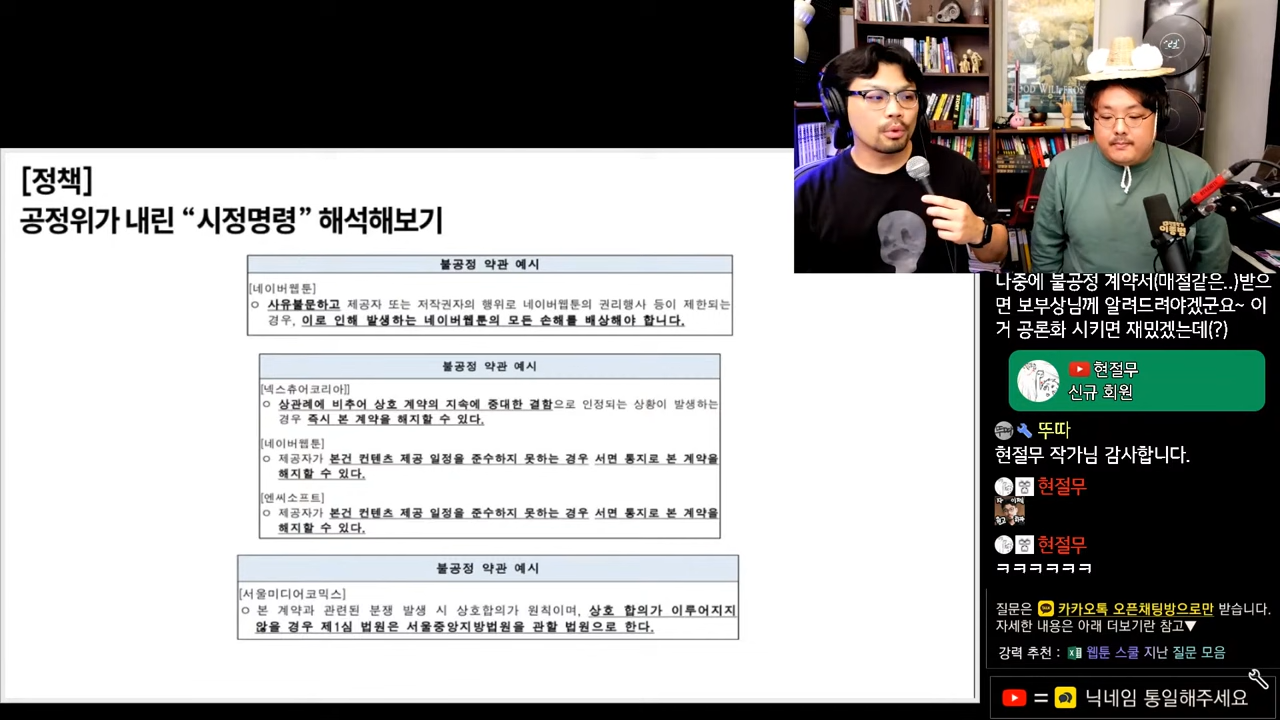 [정책]
공정위가 내린 “시정명령” 해석해보기
불공정 약관 예시
[네이버웹툰]
ㅇ 사유불문하고 제공자 또는 저작권자의 행위로 네이버웹툰의 권리행사 등이 제한되는
경우, 이로 인해 발생하는 네이버웹툰의 모든 손해를 배상해야 합니다.
불공정 약관 예시
[넥스츄어코리아]]
ㅇ 상관례에 비추어 상호 계약의 지속에 중대한 결함으로 인정되는 상황이 발생하는
경우 즉시 본 계약을 해지할 수 있다.
[네이버웹툰]
ㅇ 제공자가 본건 컨텐츠 제공 일정을 준수하지 못하는 경우 서면 통지로 본 계약을
해지할 수 있다.
[엔씨소프트]
ㅇ 제공자가 본건 컨텐츠 제공 일정을 준수하지 못하는 경우 서면 통지로 본 계약을
해지할 수 있다.
불공정 약관 예시
[서울미디어코믹스]
ㅇ 본 계약과 관련된 분쟁 발생 시 상호합의가 원칙이며, 상호 합의가 이루어지지
않을 경우 제1심 법원은 서울중앙지방법원을 관할 법원으로 한다.
GOOD WILL
이종범
나중에 불공정 계약서(매절같은..)받으
면 보부상님께 알려드려야겠군요~ 이
거 공론화 시키면 재밌겠는데(?)
현절무
신규 회원
뚜따
현절무 작가님 감사합니다.
현절무
현절무
ㅋㅋㅋㅋㅋㅋ
질문은 카카오톡 오픈채팅방으로만 받습니다.
자세한 내용은 아래 더보기란 참고▼
강력 추천 : 웹툰 스쿨 지난 질문 모음
= 닉네임 통일해주세요